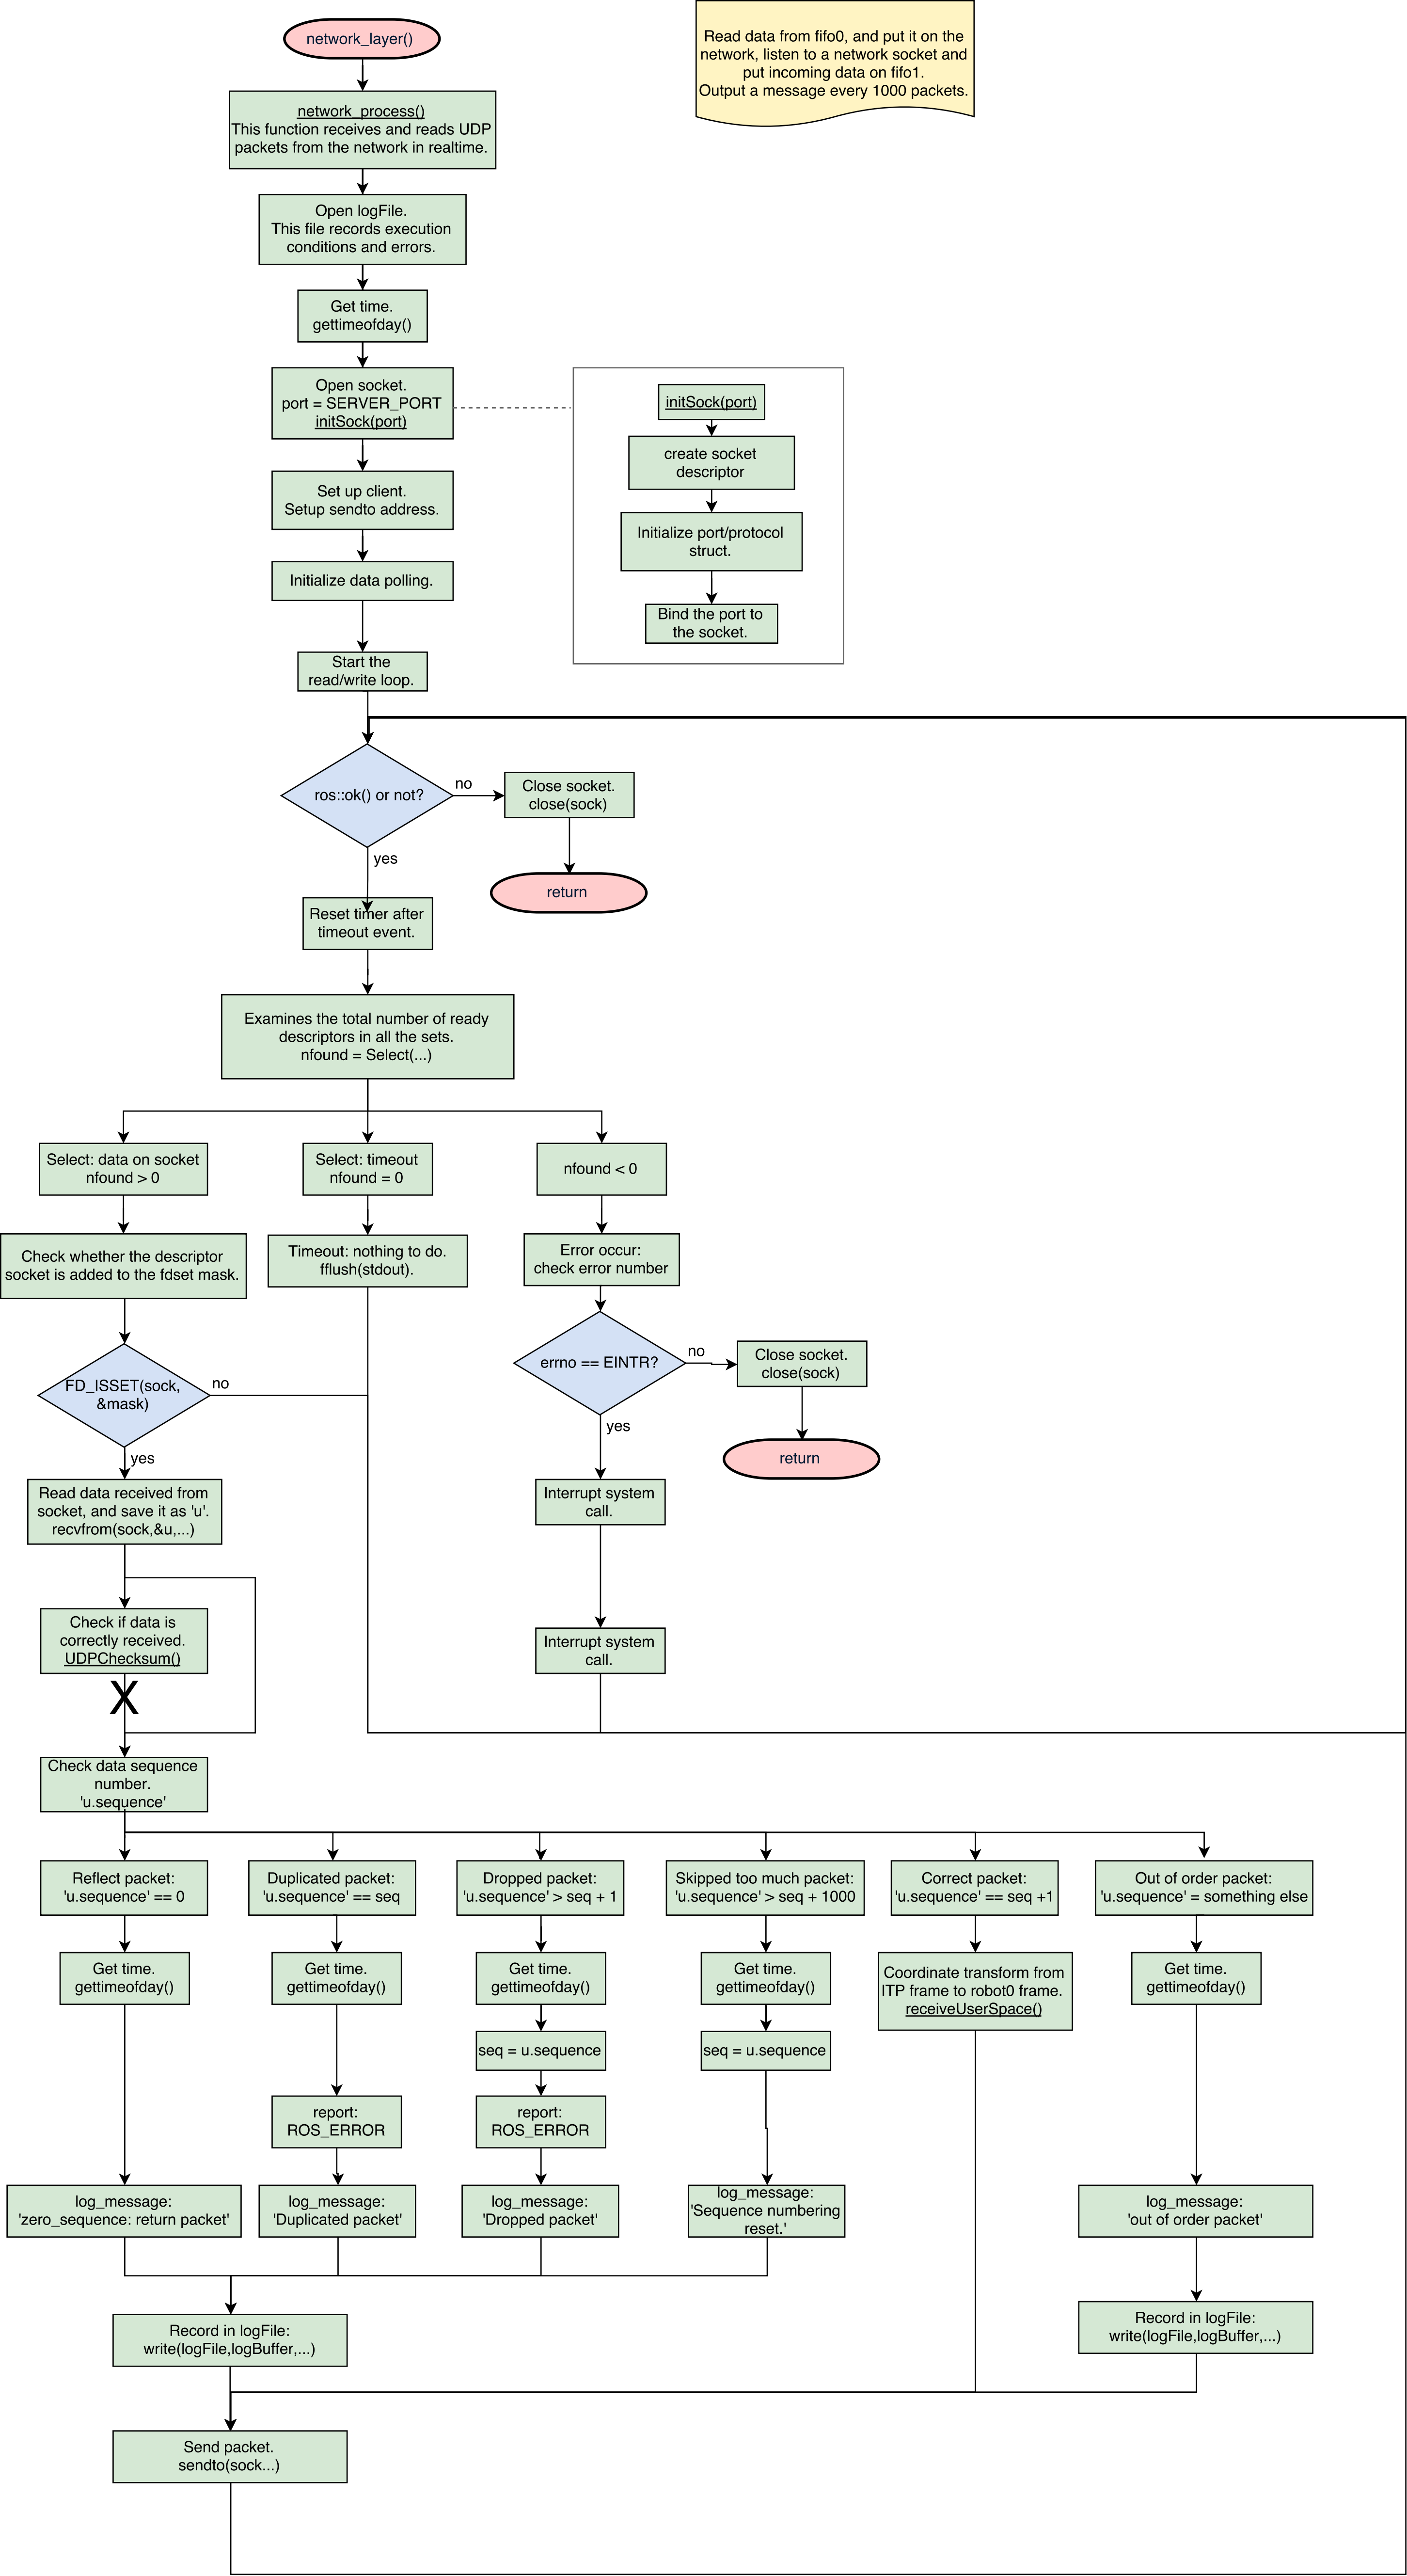 network_layer()
Read data from fifo0, and put it on the
network, listen to a network socket and
put incoming data on fifo1.
Output a message every 1000 packets.
network_process()
This function receives and reads UDP
packets from the network in realtime.
Open logFile.
This file records execution
conditions and errors.
Get time.
gettimeofday()
Open socket.
port = SERVER_PORT
initSock(port)
initSock(port)
create socket
descriptor
Initialize port/protocol
struct.
Bind the port to
the socket.
Set up client.
Setup sendto address.
Initialize data polling.
Start the
read/write loop.
ros::ok() or not?
no
Close socket.
close(sock)
return
yes
Reset timer after
timeout event.
Examines the total number of ready
descriptors in all the sets.
nfound = Select(...)
Select: data on socket
nfound > 0
Select: timeout
nfound = 0
nfound < 0
Check whether the descriptor
socket is added to the fdset mask.
Timeout: nothing to do.
fflush(stdout).
Error occur:
check error number
FD_ISSET(sock,
&mask)
no
errno == EINTR?
no
Close socket.
close(sock)
return
yes
yes
Read data received from
socket, and save it as 'u'.
recvfrom(sock,&u,...)
Interrupt system
call.
Check if data is
correctly received.
UDPChecksum()
X
Interrupt system
call.
Check data sequence
number.
'u.sequence'
Reflect packet:
'u.sequence' == 0
Duplicated packet:
'u.sequence' == seq
Dropped packet:
'u.sequence' > seq + 1
Skipped too much packet:
'u.sequence' > seq + 1000
Correct packet:
'u.sequence' == seq +1
Out of order packet:
'u.sequence' = something else
Get time.
gettimeofday()
Get time.
gettimeofday()
Get time.
gettimeofday()
Get time.
gettimeofday()
Coordinate transform from
ITP frame to robot0 frame.
receiveUserSpace()
Get time.
gettimeofday()
seq = u.sequence
seq = u.sequence
report:
ROS_ERROR
report:
ROS_ERROR
log_message:
'zero_sequence: return packet'
log_message:
'Duplicated packet'
log_message:
'Dropped packet'
log_message:
'Sequence numbering
reset.'
log_message:
'out of order packet'
Record in logFile:
write(logFile,logBuffer,...)
Record in logFile:
write(logFile,logBuffer,...)
Send packet.
sendto(sock...)